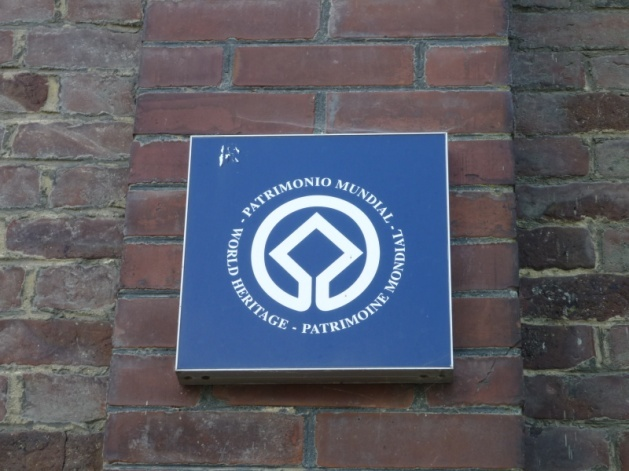 - PATRIMONIO MUNDIAL -
WORLD HERITAGE - PATRIMOINE MONDIAL